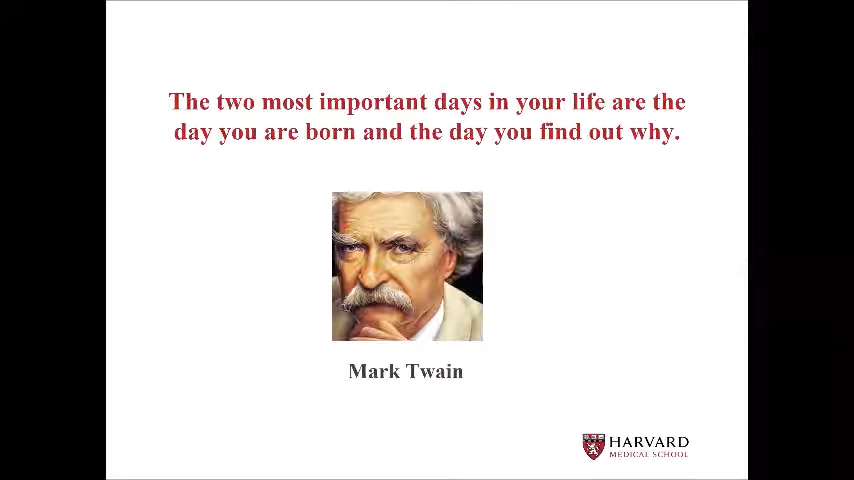 The two most important days in your life are the
day you are born and the day you find out why.
Mark Twain
HARVARD
MEDICAL SCHOOL